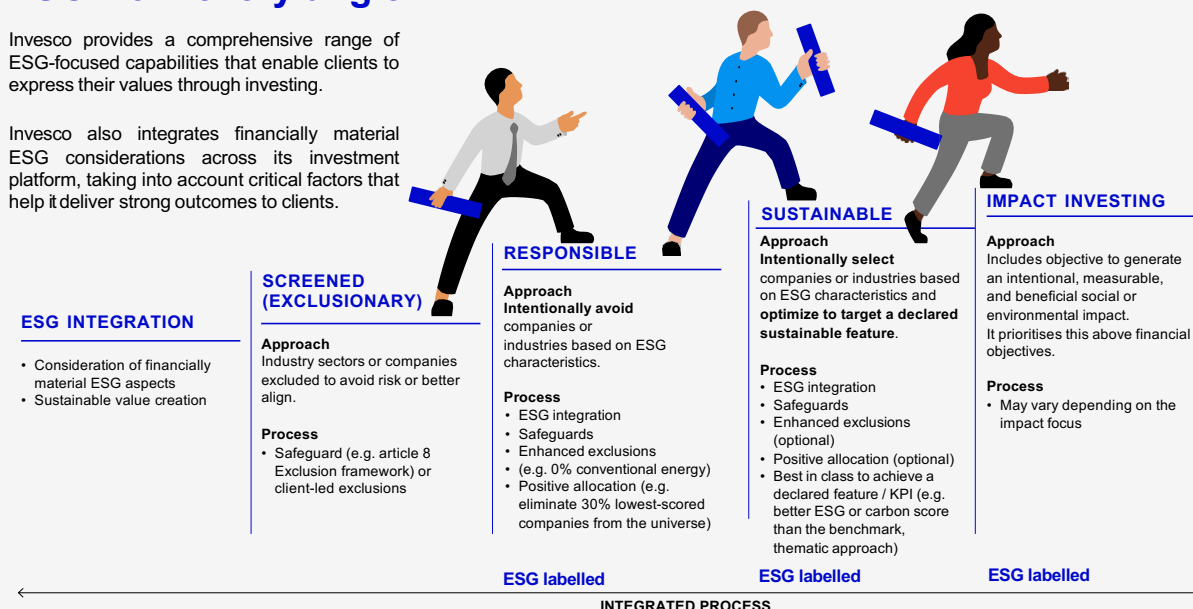 Invesco provides a comprehensive range of
ESG-focused capabilities that enable clients to
express their values through investing.
Invesco also integrates financially material
ESG considerations across its investment
platform, taking into account critical factors that
help it deliver strong outcomes to clients.
ESG INTEGRATION
• Consideration of financially
material ESG aspects
• Sustainable value creation
SCREENED
(EXCLUSIONARY)
Approach
Industry sectors or companies
excluded to avoid risk or better
align.
Process
• Safeguard (e.g. article 8
Exclusion framework) or
client-led exclusions
RESPONSIBLE
Approach
Intentionally avoid
companies or
industries based on ESG
characteristics.
Process
• ESG integration
• Safeguards
• Enhanced exclusions
• (e.g. 0% conventional energy)
• Positive allocation (e.g.
eliminate 30% lowest-scored
companies from the universe)
ESG labelled
SUSTAINABLE
Approach
Intentionally select
companies or industries based
on ESG characteristics and
optimize to target a declared
sustainable feature.
Process
• ESG integration
• Safeguards
• Enhanced exclusions
(optional)
• Positive allocation (optional)
• Best in class to achieve a
declared feature / KPI (e.g.
better ESG or carbon score
than the benchmark,
thematic approach)
ESG labelled
IMPACT INVESTING
Approach
Includes objective to generate
an intentional, measurable,
and beneficial social or
environmental impact.
It prioritises this above financial
objectives.
Process
• May vary depending on the
impact focus
ESG labelled
INTEGRATED PROCESS